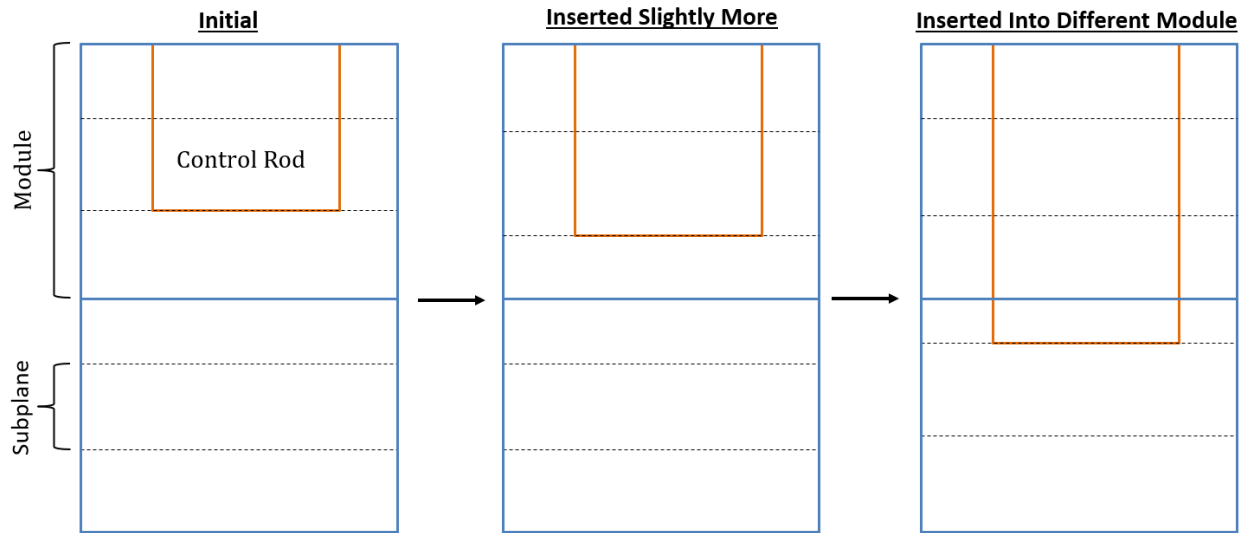 Initial
Inserted Slightly More
Inserted Into Different Module
Module
Control Rod
Subplane